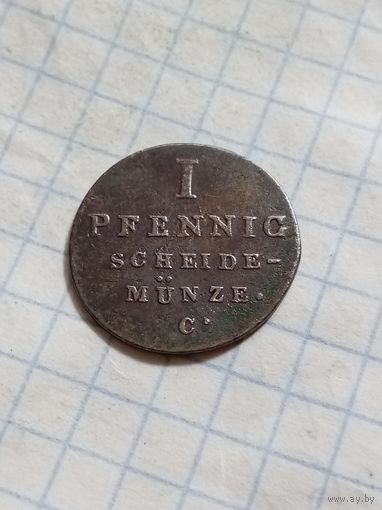 I
PFENNIG
SCHEIDE-
MÜNZE.
C.
www.ay.by